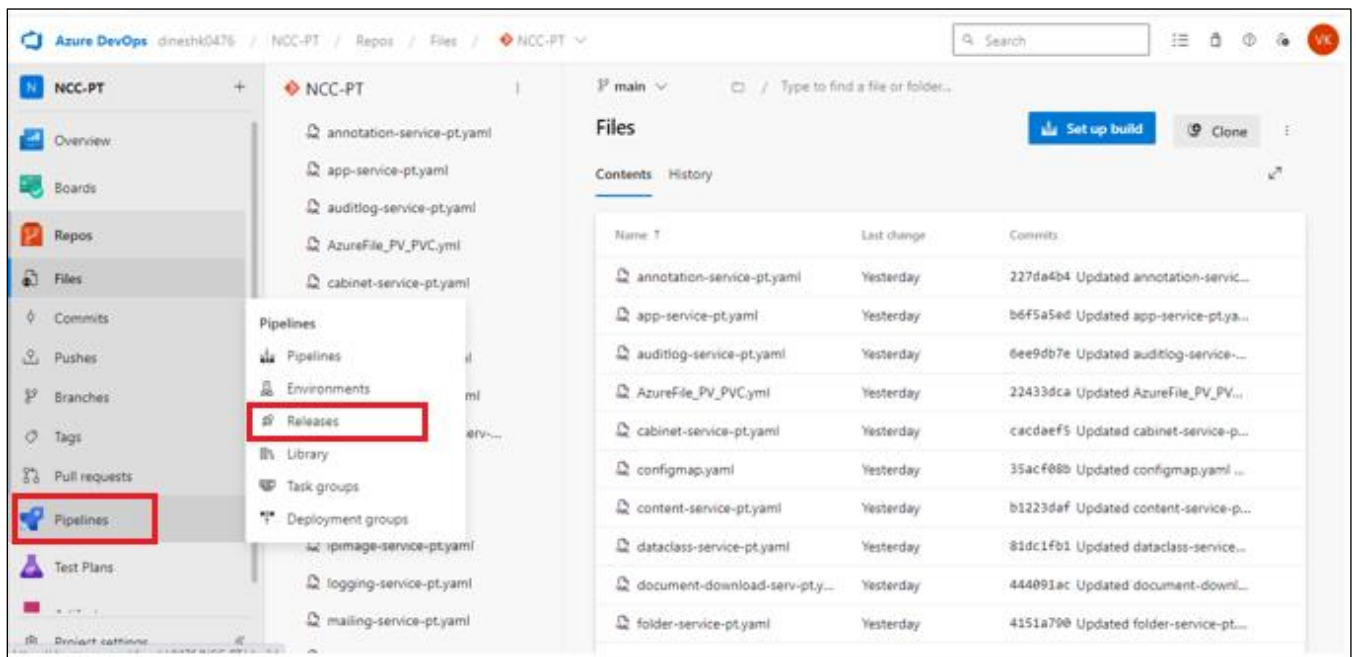 Azure DevOps dineshk0476 / NCC-PT / Repos / Files / NCC-PT
Search
VK
N NCC-PT +
Overview
Boards
Repos
Files
Commits
Pushes
Branches
Tags
Pull requests
Pipelines
Test Plans
Project settings
NCC-PT
annotation-service-pt.yaml
app-service-pt.yaml
auditlog-service-pt.yaml
AzureFile_PV_PVC.yml
cabinet-service-pt.yaml
Pipelines
Pipelines
Environments
Releases
Library
Task groups
Deployment groups
ml
erv-...
ipimage-service-pt.yaml
logging-service-pt.yaml
mailing-service-pt.yaml
main
/ Type to find a file or folder...
Files
Set up build
Clone
Contents History
Name ↑ Last change Commits
annotation-service-pt.yaml Yesterday 227da4b4 Updated annotation-servic...
app-service-pt.yaml Yesterday b6f5a5ed Updated app-service-pt.ya...
auditlog-service-pt.yaml Yesterday 6ee9db7e Updated auditlog-service-...
AzureFile_PV_PVC.yml Yesterday 22433dca Updated AzureFile_PV_PV...
cabinet-service-pt.yaml Yesterday cacdaef5 Updated cabinet-service-p...
configmap.yaml Yesterday 35acf08b Updated configmap.yaml ...
content-service-pt.yaml Yesterday b1223daf Updated content-service-p...
dataclass-service-pt.yaml Yesterday 81dc1fb1 Updated dataclass-service...
document-download-serv-pt.y... Yesterday 444091ac Updated document-downl...
folder-service-pt.yaml Yesterday 4151a790 Updated folder-service-pt....